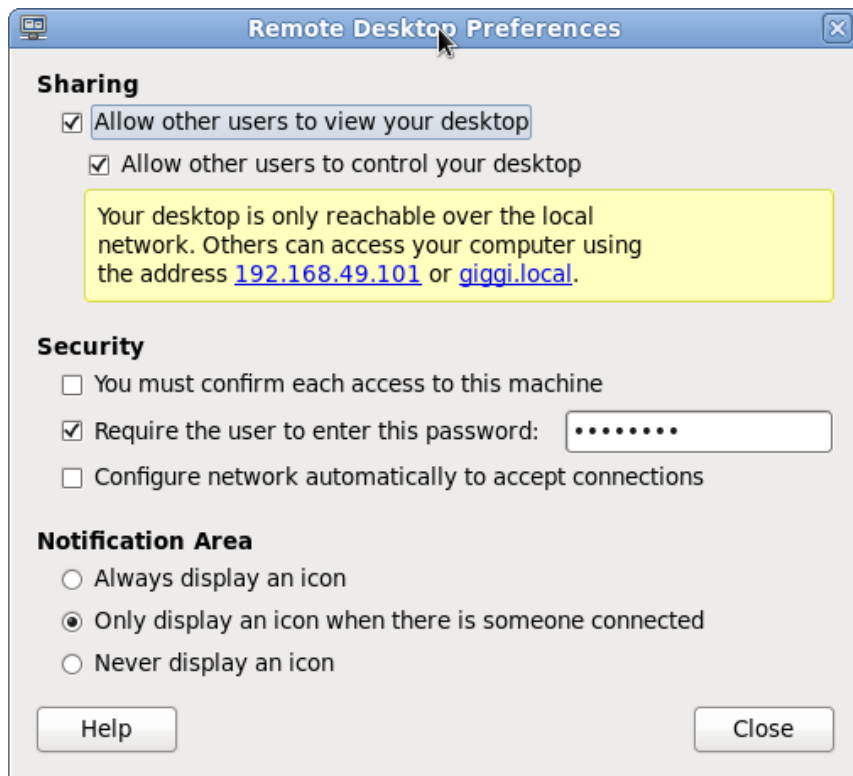 Remote Desktop Preferences
Sharing
Allow other users to view your desktop
Allow other users to control your desktop
Your desktop is only reachable over the local
network. Others can access your computer using
the address 192.168.49.101 or giggi.local.
Security
You must confirm each access to this machine
Require the user to enter this password: ••••••••
Configure network automatically to accept connections
Notification Area
Always display an icon
Only display an icon when there is someone connected
Never display an icon
Help Close